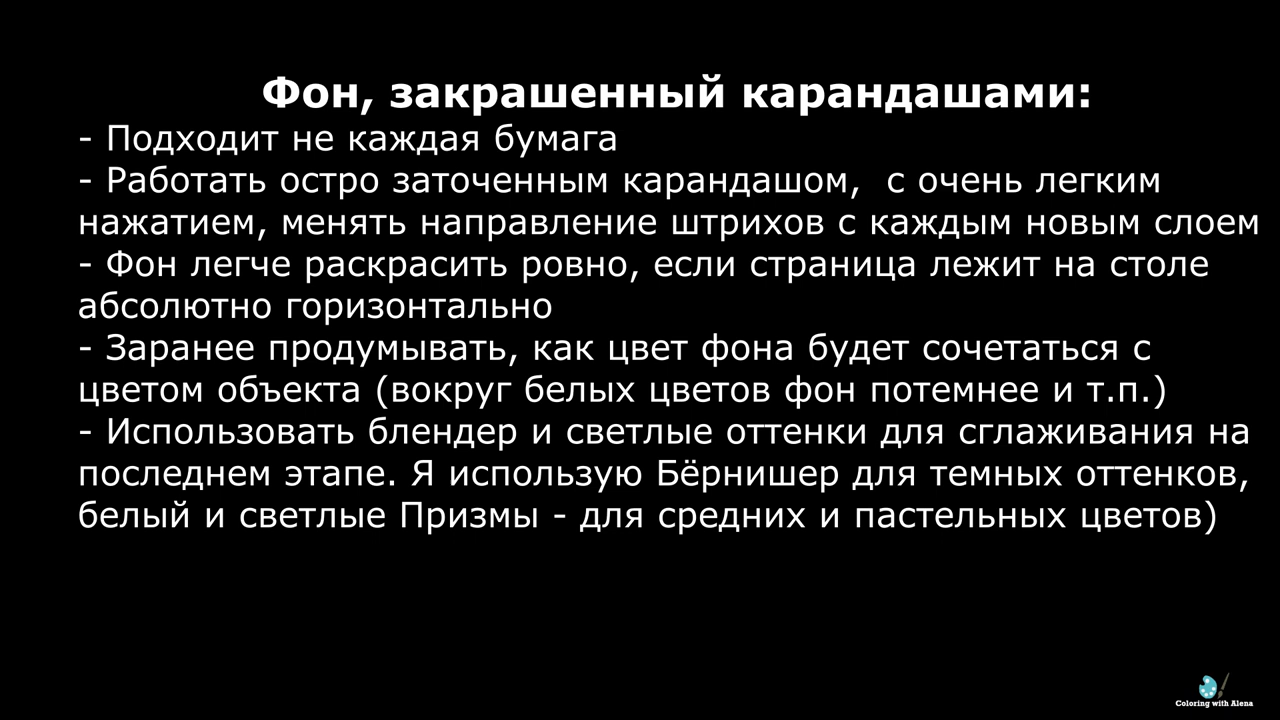 Фон, закрашенный карандашами:
- Подходит не каждая бумага
- Работать остро заточенным карандашом,  с очень легким
нажатием, менять направление штрихов с каждым новым слоем
- Фон легче раскрасить ровно, если страница лежит на столе
абсолютно горизонтально
- Заранее продумывать, как цвет фона будет сочетаться с
цветом объекта (вокруг белых цветов фон потемнее и т.п.)
- Использовать блендер и светлые оттенки для сглаживания на
последнем этапе. Я использую Бёрнишер для темных оттенков,
белый и светлые Призмы - для средних и пастельных цветов)
Coloring with Alena